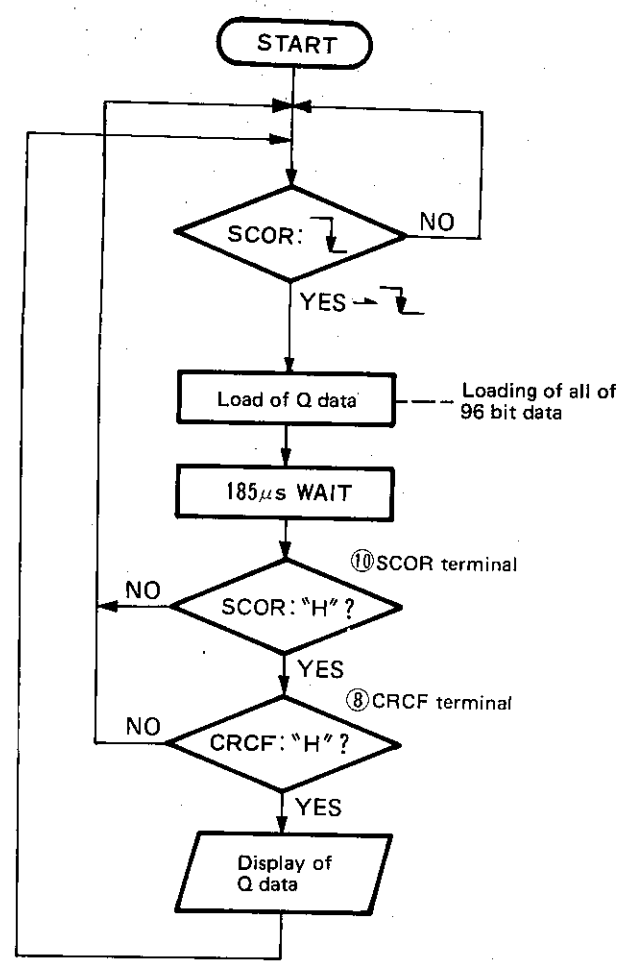 START
SCOR:
NO
YES
Load of Q data
Loading of all of
96 bit data
185μs WAIT
⑩SCOR terminal
NO
SCOR: "H"?
YES
⑧CRCF terminal
NO
CRCF: "H"?
YES
Display of
Q data